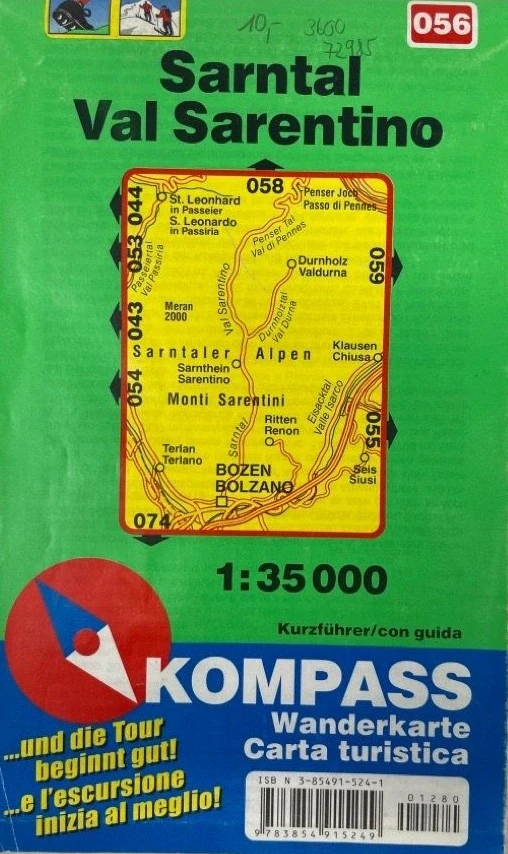 10,- 3600
72985
056
Sarntal
Val Sarentino
058
044
053
043
054
059
055
074
St. Leonhard
in Passeier
S. Leonardo
in Passiria
Penser Joch
Passo di Pennes
Penser Tal
Val di Pennes
Passeiertal
Val Passiria
Durnholz
Valdurna
Val Sarentino
Durnholztal
Val Durna
Meran
2000
Klausen
Chiusa
Sarntaler Alpen
Sarnthein
Sarentino
Monti Sarentini
Eisacktal
Valle Isarco
Ritten
Renon
Sarntal
Terlan
Terlano
BOZEN
BOLZANO
Seis
Siusi
1:35 000
Kurzführer/con guida
KOMPASS
Wanderkarte
Carta turistica
...und die Tour
beginnt gut!
...e l'escursione
inizia al meglio!
ISBN 3-85491-524-1
01280
9 783854 915249